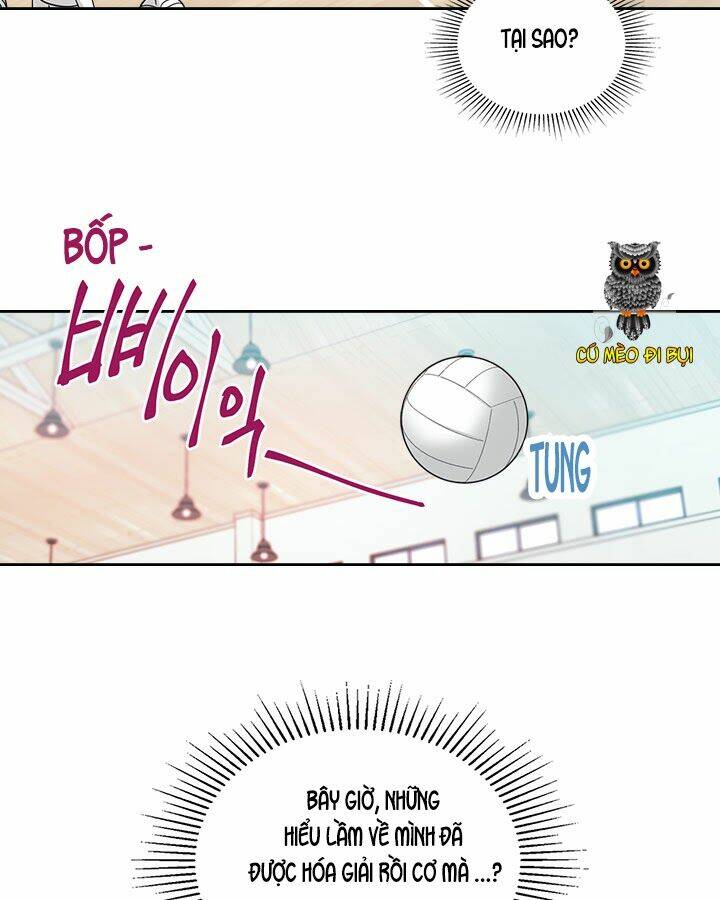 TẠI SAO?
BỐP -
삐이익
CÚ MÈO ĐI BỤI
TUNG
BÂY GIỜ, NHỮNG
HIỂU LẦM VỀ MÌNH ĐÃ
ĐƯỢC HÓA GIẢI RỒI CƠ MÀ ...?